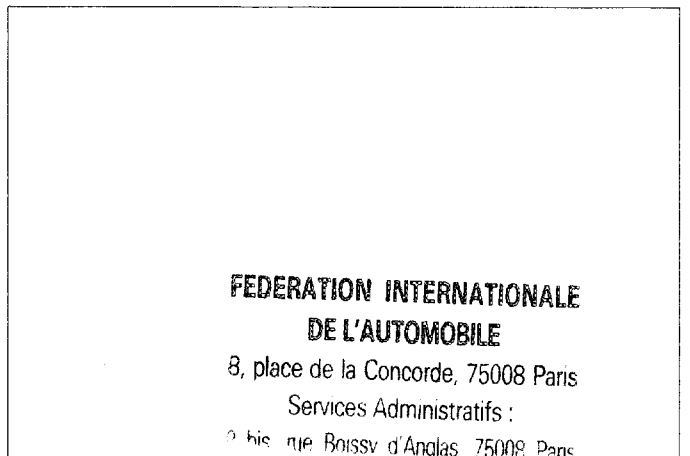 FEDERATION INTERNATIONALE
DE L'AUTOMOBILE
8, place de la Concorde, 75008 Paris
Services Administratifs :
bis rue Boissy d'Anglas 75008 Paris